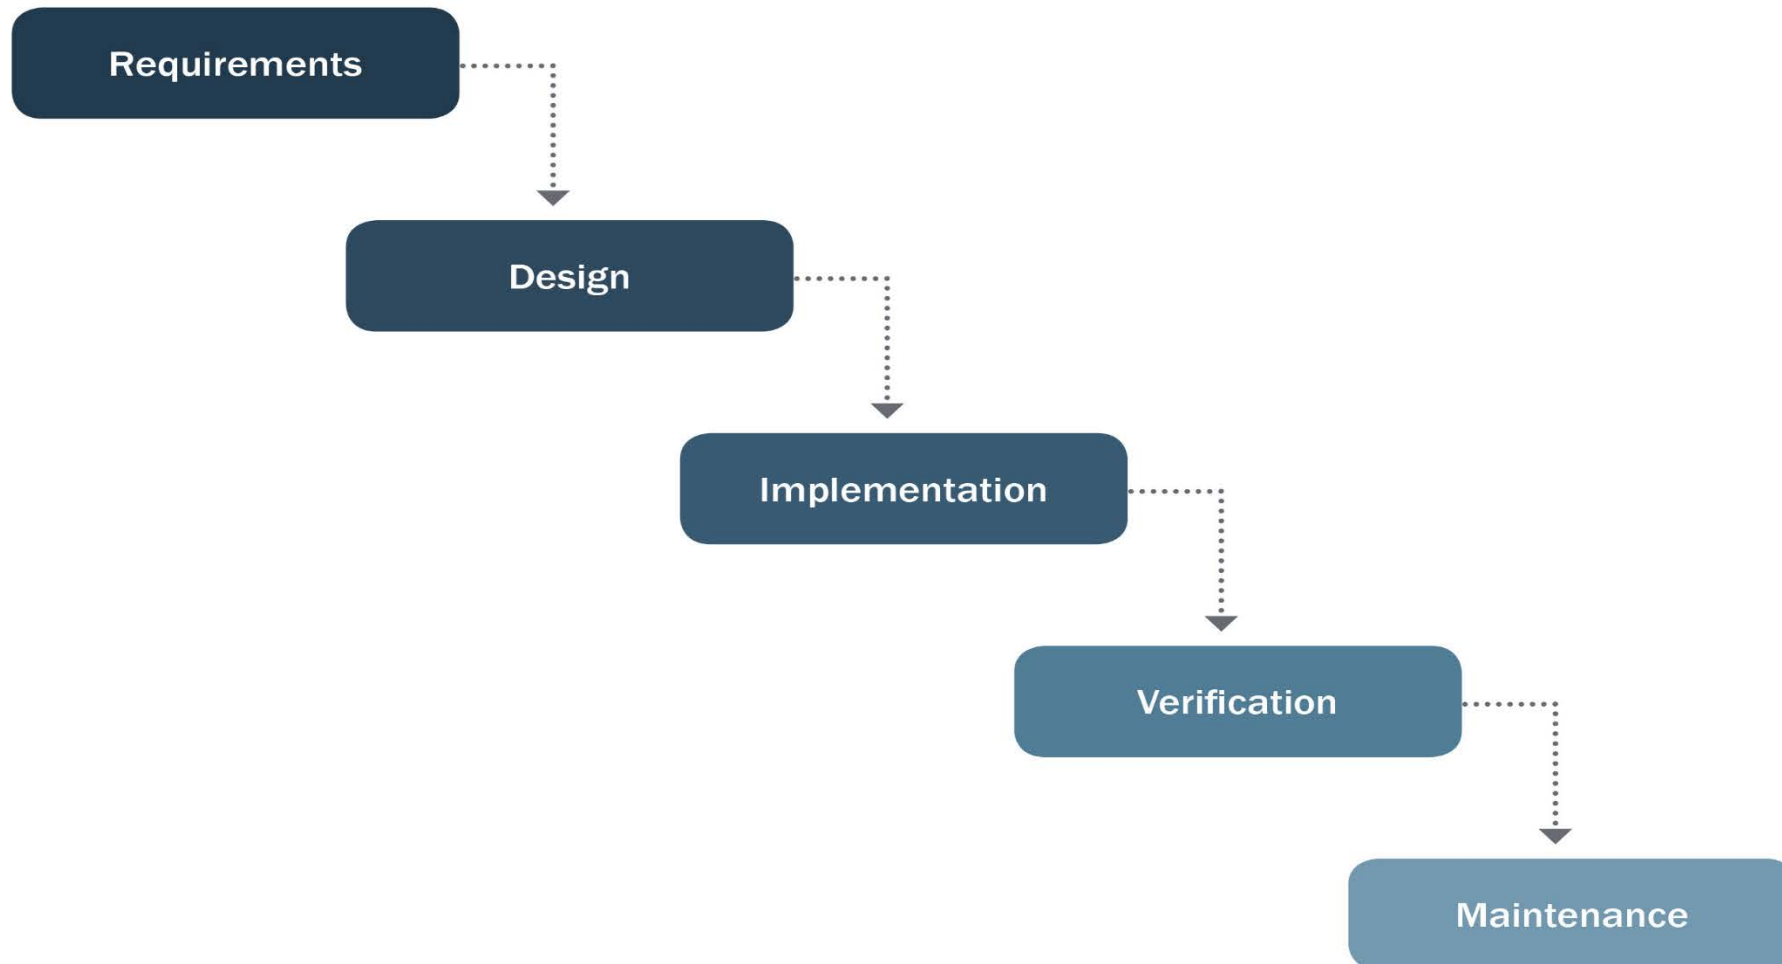 Requirements
Design
Implementation
Verification
Maintenance